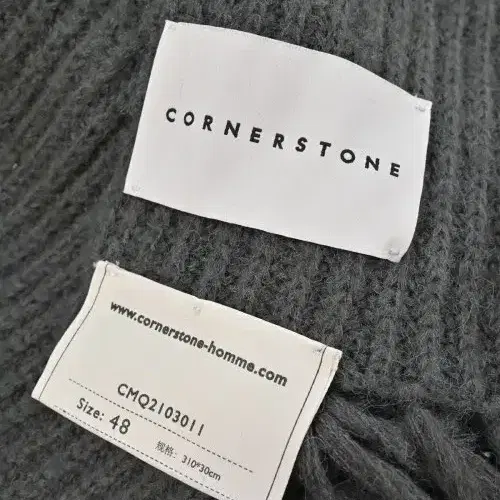 CORNERSTONE
www.cornerstone-homme.com
CMQ2103011
Size: 48
规格: 310*30cm